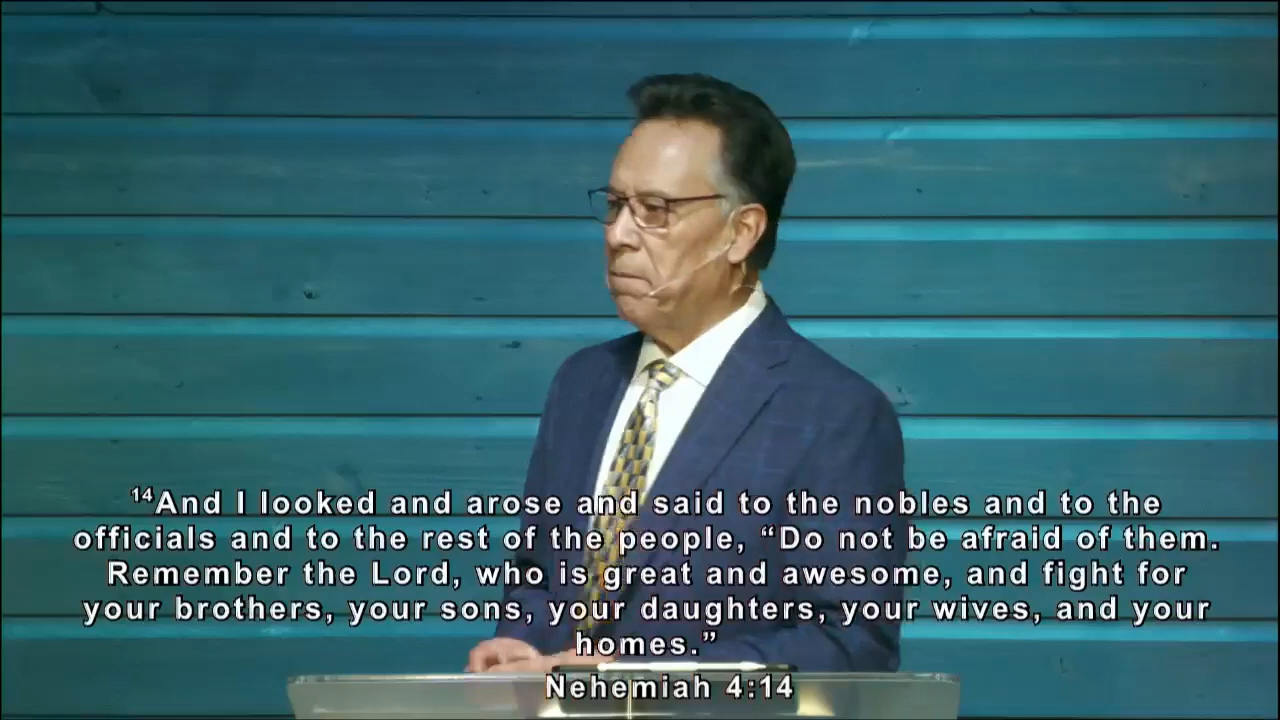 ¹⁴And I looked and arose and said to the nobles and to the
officials and to the rest of the people, “Do not be afraid of them.
Remember the Lord, who is great and awesome, and fight for
your brothers, your sons, your daughters, your wives, and your
homes.”
Nehemiah 4:14